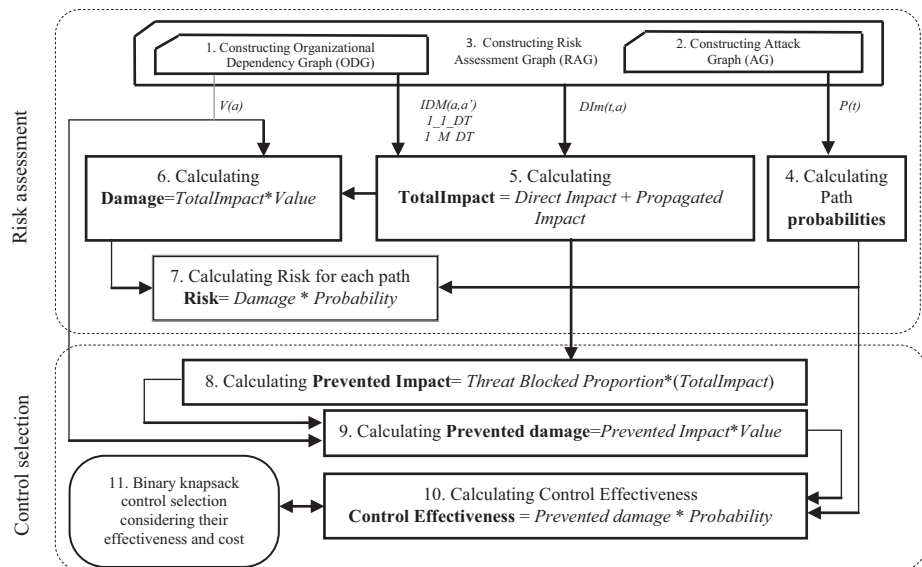 1. Constructing Organizational
Dependency Graph (ODG)
3. Constructing Risk
Assessment Graph (RAG)
2. Constructing Attack
Graph (AG)
V(a)
IDM(a,a')
1_1_DT
1_M_DT
DIm(t,a)
P(t)
Risk assessment
6. Calculating
Damage=TotalImpact*Value
5. Calculating
TotalImpact = Direct Impact + Propagated
Impact
4. Calculating
Path
probabilities
7. Calculating Risk for each path
Risk= Damage * Probability
Control selection
8. Calculating Prevented Impact= Threat Blocked Proportion*(TotalImpact)
9. Calculating Prevented damage=Prevented Impact*Value
11. Binary knapsack
control selection
considering their
effectiveness and cost
10. Calculating Control Effectiveness
Control Effectiveness = Prevented damage * Probability